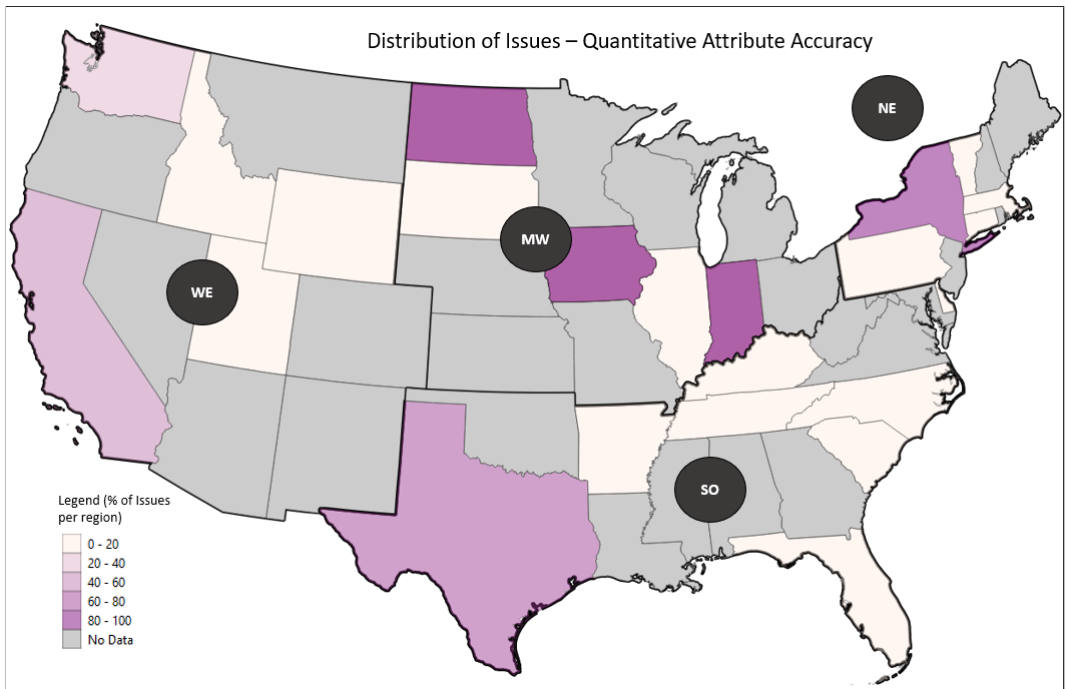 Distribution of Issues – Quantitative Attribute Accuracy
NE
MW
WE
SO
Legend (% of Issues
per region)
0 - 20
20 - 40
40 - 60
60 - 80
80 - 100
No Data